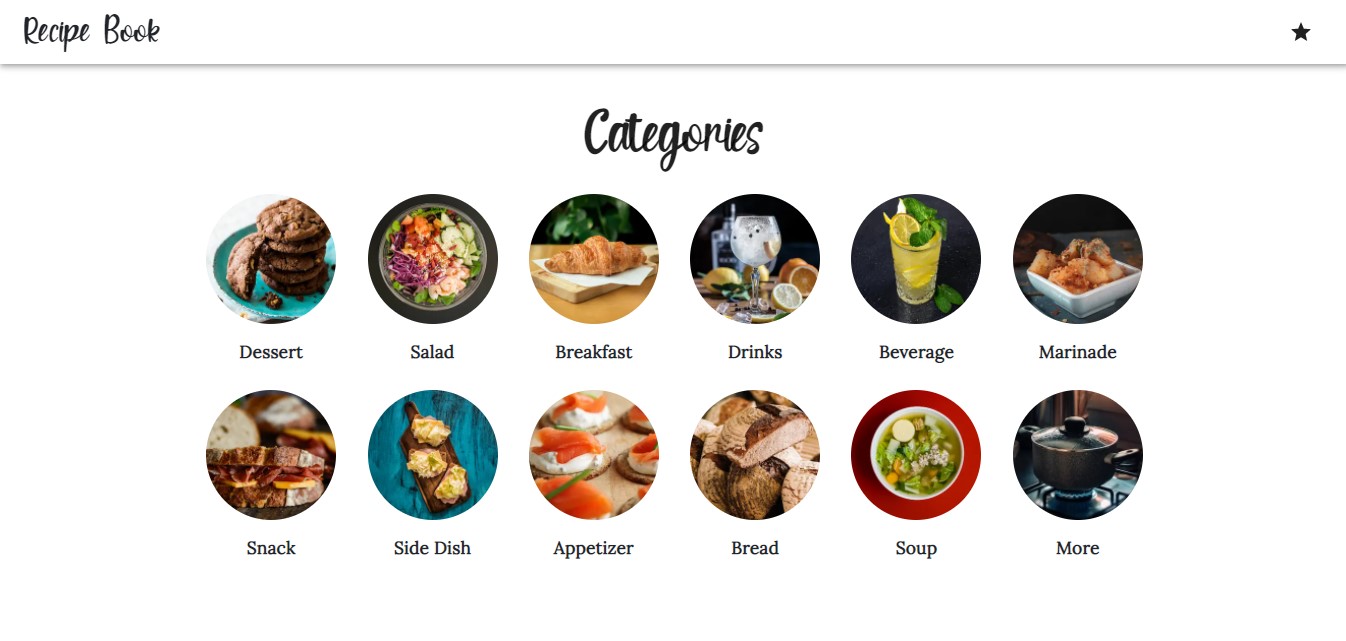 Recipe Book
Categories
Dessert
Salad
Breakfast
Drinks
Beverage
Marinade
Snack
Side Dish
Appetizer
Bread
Soup
More